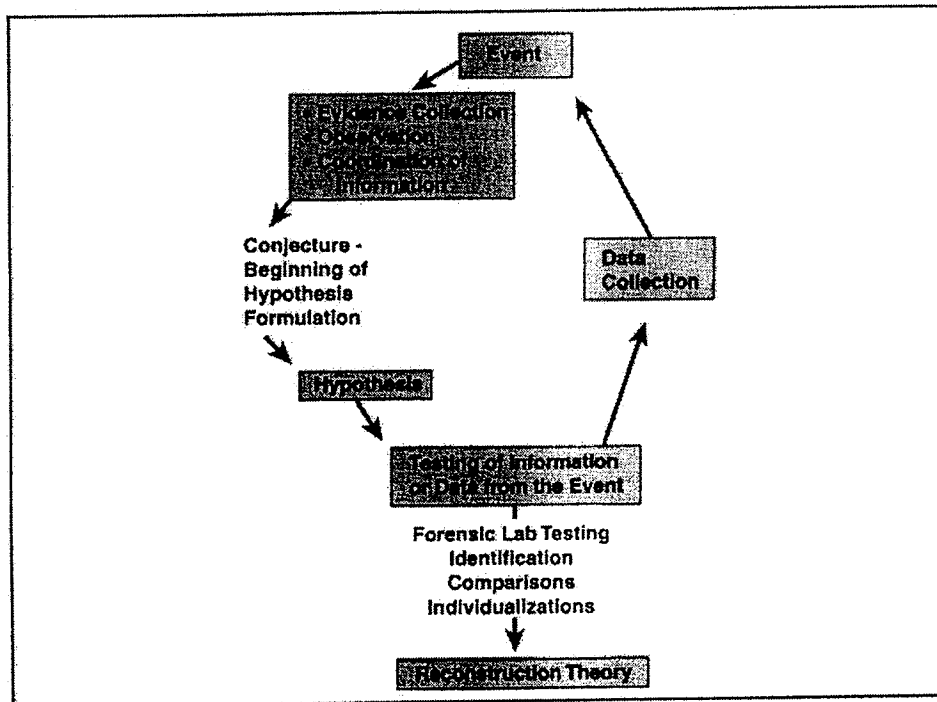 Event
• Evidence Collection
• Observation
• Coordination of
Information
Conjecture -
Beginning of
Hypothesis
Formulation
Data
Collection
Hypothesis
Testing of Information
or Data from the Event
Forensic Lab Testing
Identification
Comparisons
Individualizations
Reconstruction Theory